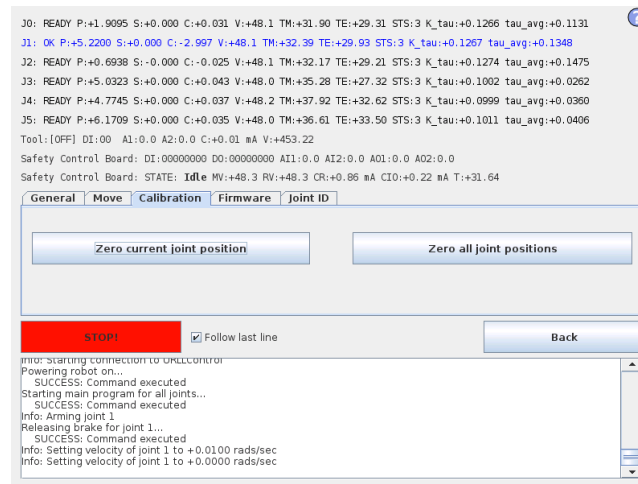 J0: READY P:+1.9095 S:+0.000 C:+0.031 V:+48.1 TM:+31.90 TE:+29.31 STS:3 K_tau:+0.1266 tau_avg:+0.1131
J1: OK P:+5.2200 S:+0.000 C:-2.997 V:+48.1 TM:+32.39 TE:+29.93 STS:3 K_tau:+0.1267 tau_avg:+0.1348
J2: READY P:+0.6938 S:-0.000 C:-0.025 V:+48.1 TM:+32.17 TE:+29.21 STS:3 K_tau:+0.1274 tau_avg:+0.1475
J3: READY P:+5.0323 S:+0.000 C:+0.043 V:+48.0 TM:+35.28 TE:+27.32 STS:3 K_tau:+0.1002 tau_avg:+0.0262
J4: READY P:+4.7745 S:+0.000 C:+0.037 V:+48.2 TM:+37.92 TE:+32.62 STS:3 K_tau:+0.0999 tau_avg:+0.0360
J5: READY P:+6.1709 S:+0.000 C:+0.035 V:+48.0 TM:+36.61 TE:+33.50 STS:3 K_tau:+0.1011 tau_avg:+0.0406
Tool:[OFF] DI:00 A1:0.0 A2:0.0 C:+0.01 mA V:+453.22
Safety Control Board: DI:00000000 DO:00000000 AI1:0.0 AI2:0.0 AO1:0.0 AO2:0.0
Safety Control Board: STATE: Idle MV:+48.3 RV:+48.3 CR:+0.86 mA CIO:+0.22 mA T:+31.64
General Move Calibration Firmware Joint ID
Zero current joint position Zero all joint positions
STOP! Follow last line Back
Info: Starting connection to URLLControl
Powering robot on...
SUCCESS: Command executed
Starting main program for all joints...
SUCCESS: Command executed
Info: Arming joint 1
Releasing brake for joint 1...
SUCCESS: Command executed
Info: Setting velocity of joint 1 to +0.0100 rads/sec
Info: Setting velocity of joint 1 to +0.0000 rads/sec